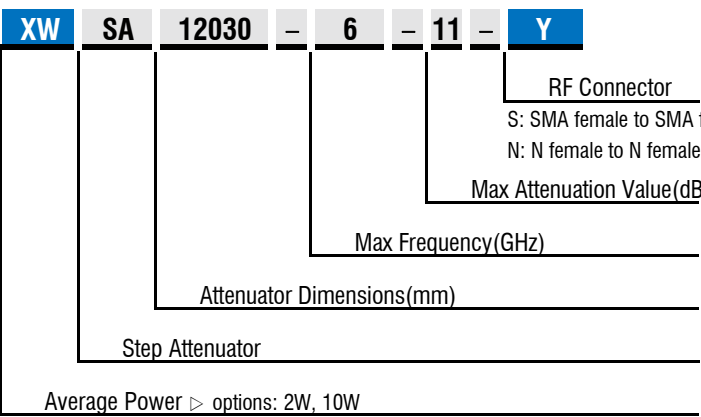 XW SA 12030 – 6 – 11 – Y
RF Connector
S: SMA female to SMA
N: N female to N female
Max Attenuation Value(dB
Max Frequency(GHz)
Attenuator Dimensions(mm)
Step Attenuator
Average Power ▷ options: 2W, 10W